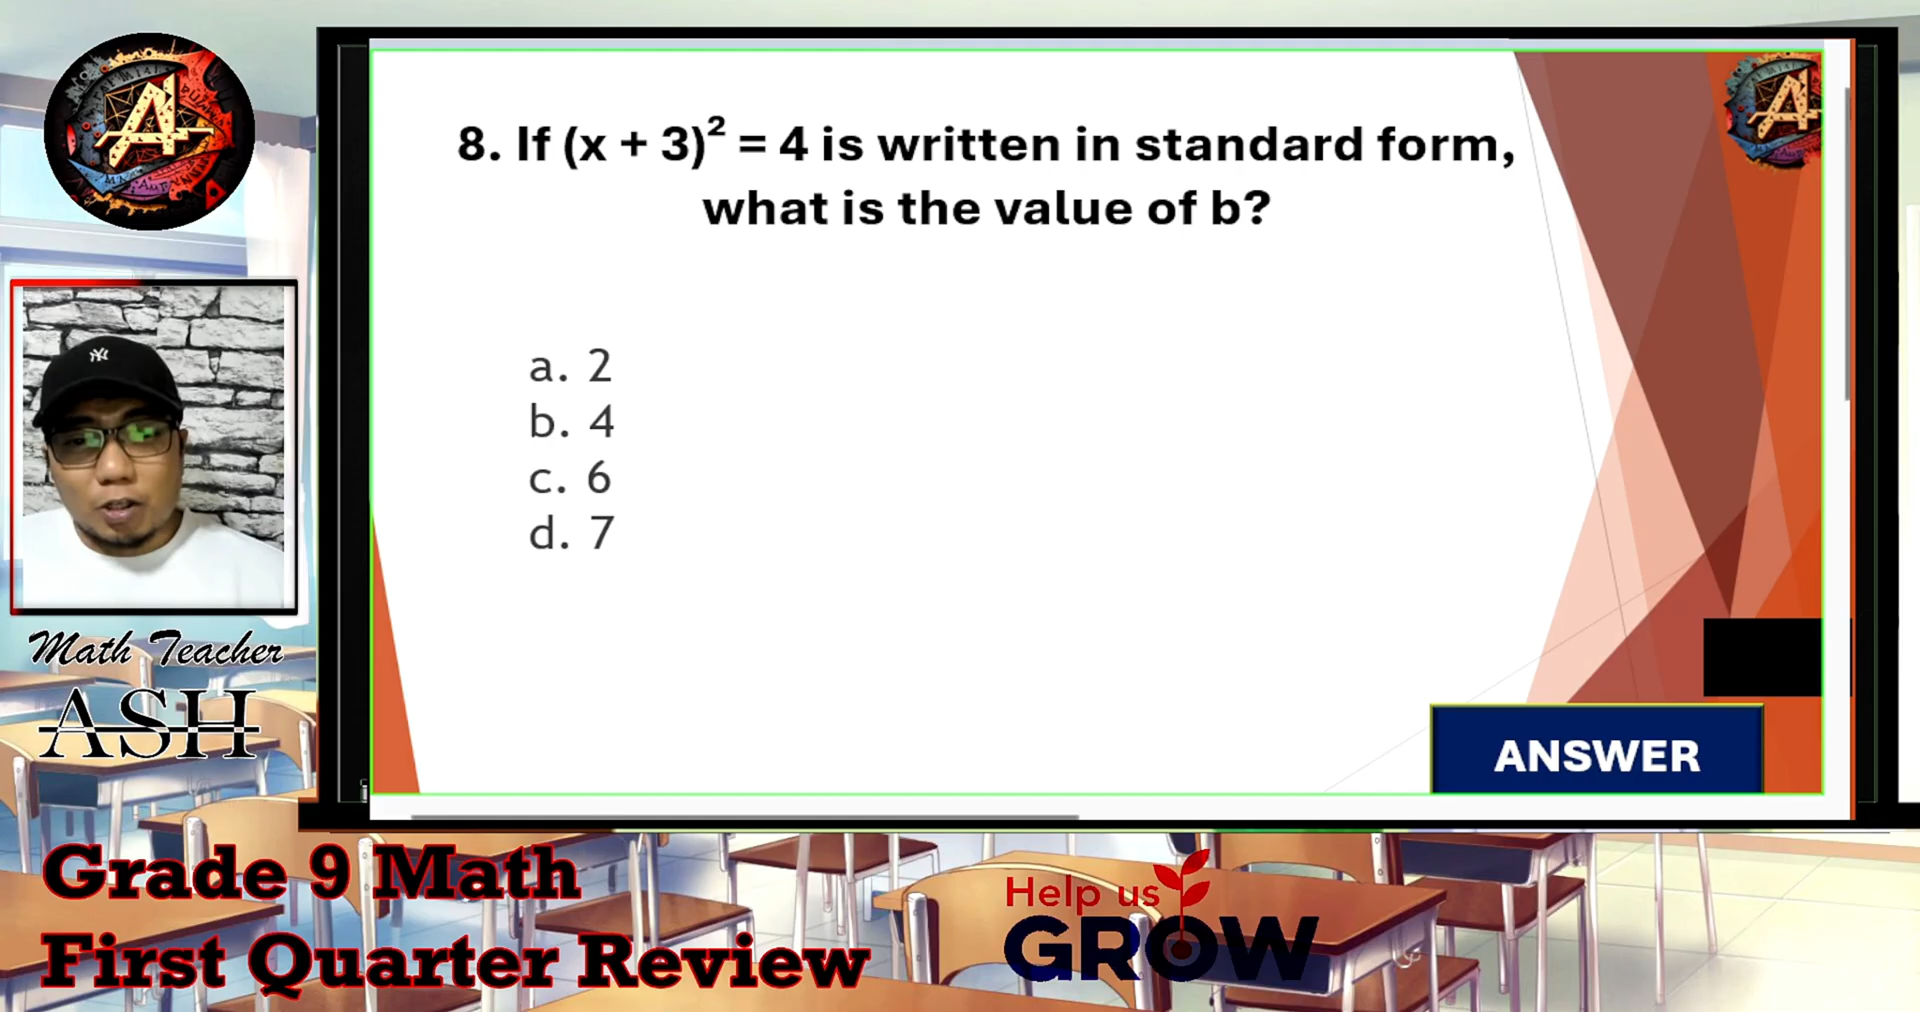 8. If (x + 3)² = 4 is written in standard form,
what is the value of b?
a. 2
b. 4
c. 6
d. 7
ANSWER
Math Teacher
ASH
Grade 9 Math
First Quarter Review
Help us
GROW